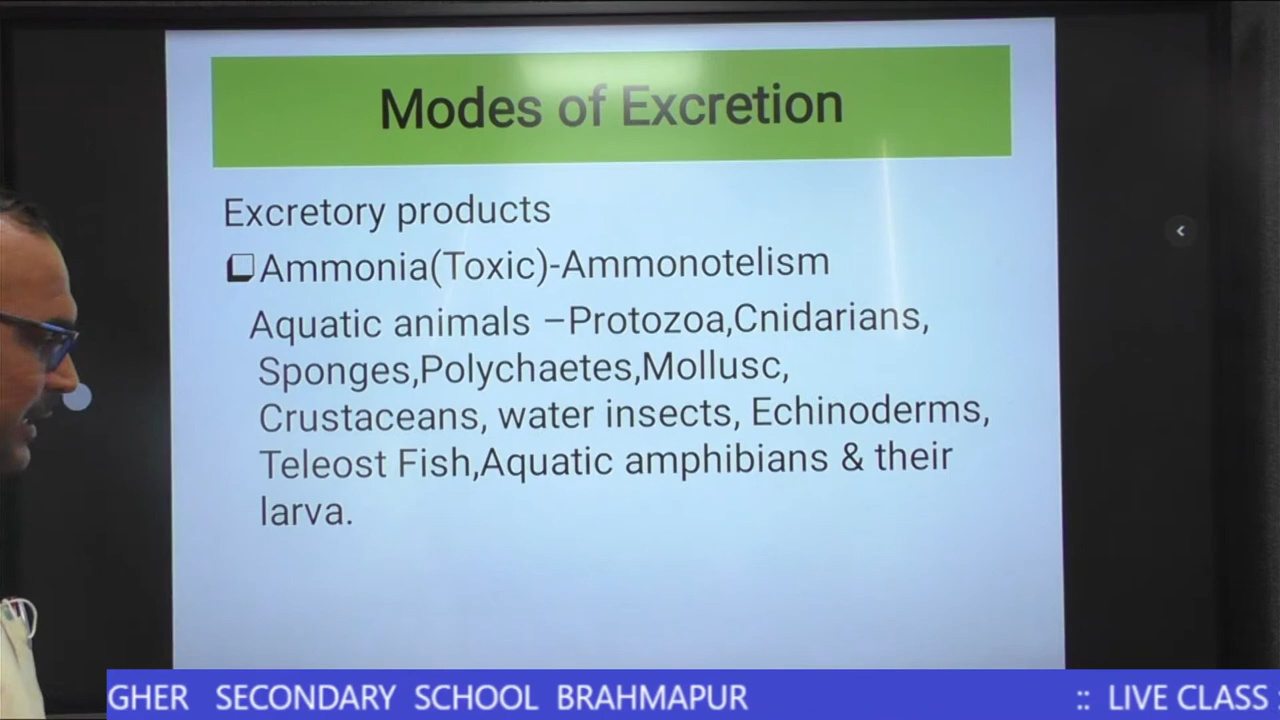 Modes of Excretion
Excretory products
❑Ammonia(Toxic)-Ammonotelism
Aquatic animals –Protozoa,Cnidarians,
Sponges,Polychaetes,Mollusc,
Crustaceans, water insects, Echinoderms,
Teleost Fish,Aquatic amphibians & their
larva.
GHER SECONDARY SCHOOL BRAHMAPUR :: LIVE CLASS